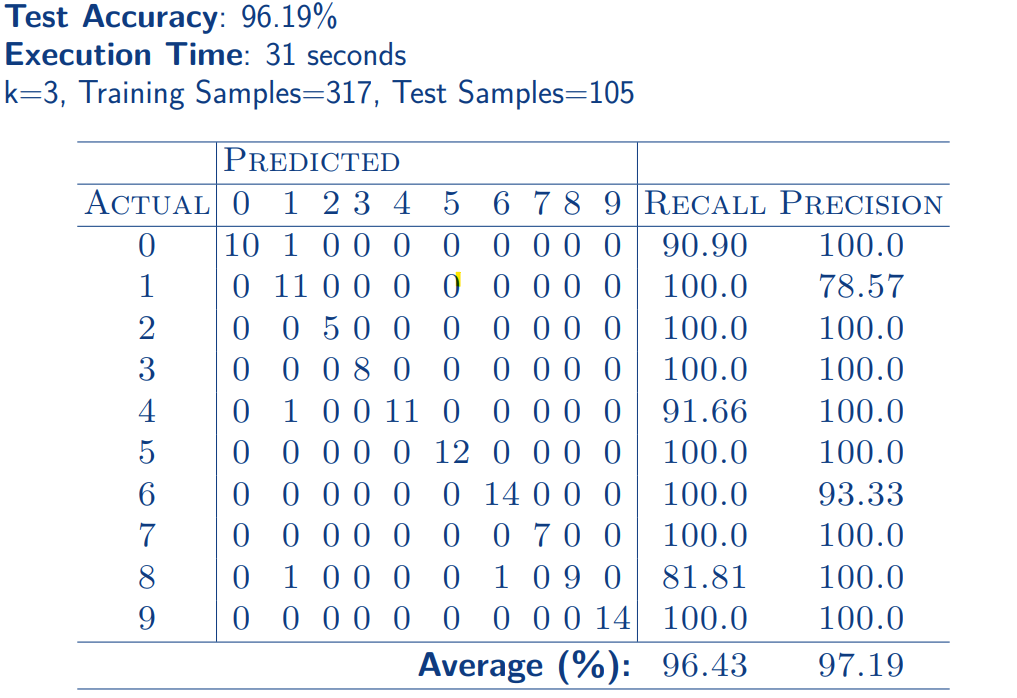 Test Accuracy: 96.19%
Execution Time: 31 seconds
k=3, Training Samples=317, Test Samples=105
PREDICTED
ACTUAL 0 1 2 3 4 5 6 7 8 9 RECALL PRECISION
0 10 1 0 0 0 0 0 0 0 0 90.90 100.0
1 0 11 0 0 0 0 0 0 0 0 100.0 78.57
2 0 0 5 0 0 0 0 0 0 0 100.0 100.0
3 0 0 0 8 0 0 0 0 0 0 100.0 100.0
4 0 1 0 0 11 0 0 0 0 0 91.66 100.0
5 0 0 0 0 0 12 0 0 0 0 100.0 100.0
6 0 0 0 0 0 0 14 0 0 0 100.0 93.33
7 0 0 0 0 0 0 0 7 0 0 100.0 100.0
8 0 1 0 0 0 0 1 0 9 0 81.81 100.0
9 0 0 0 0 0 0 0 0 0 14 100.0 100.0
Average (%): 96.43 97.19